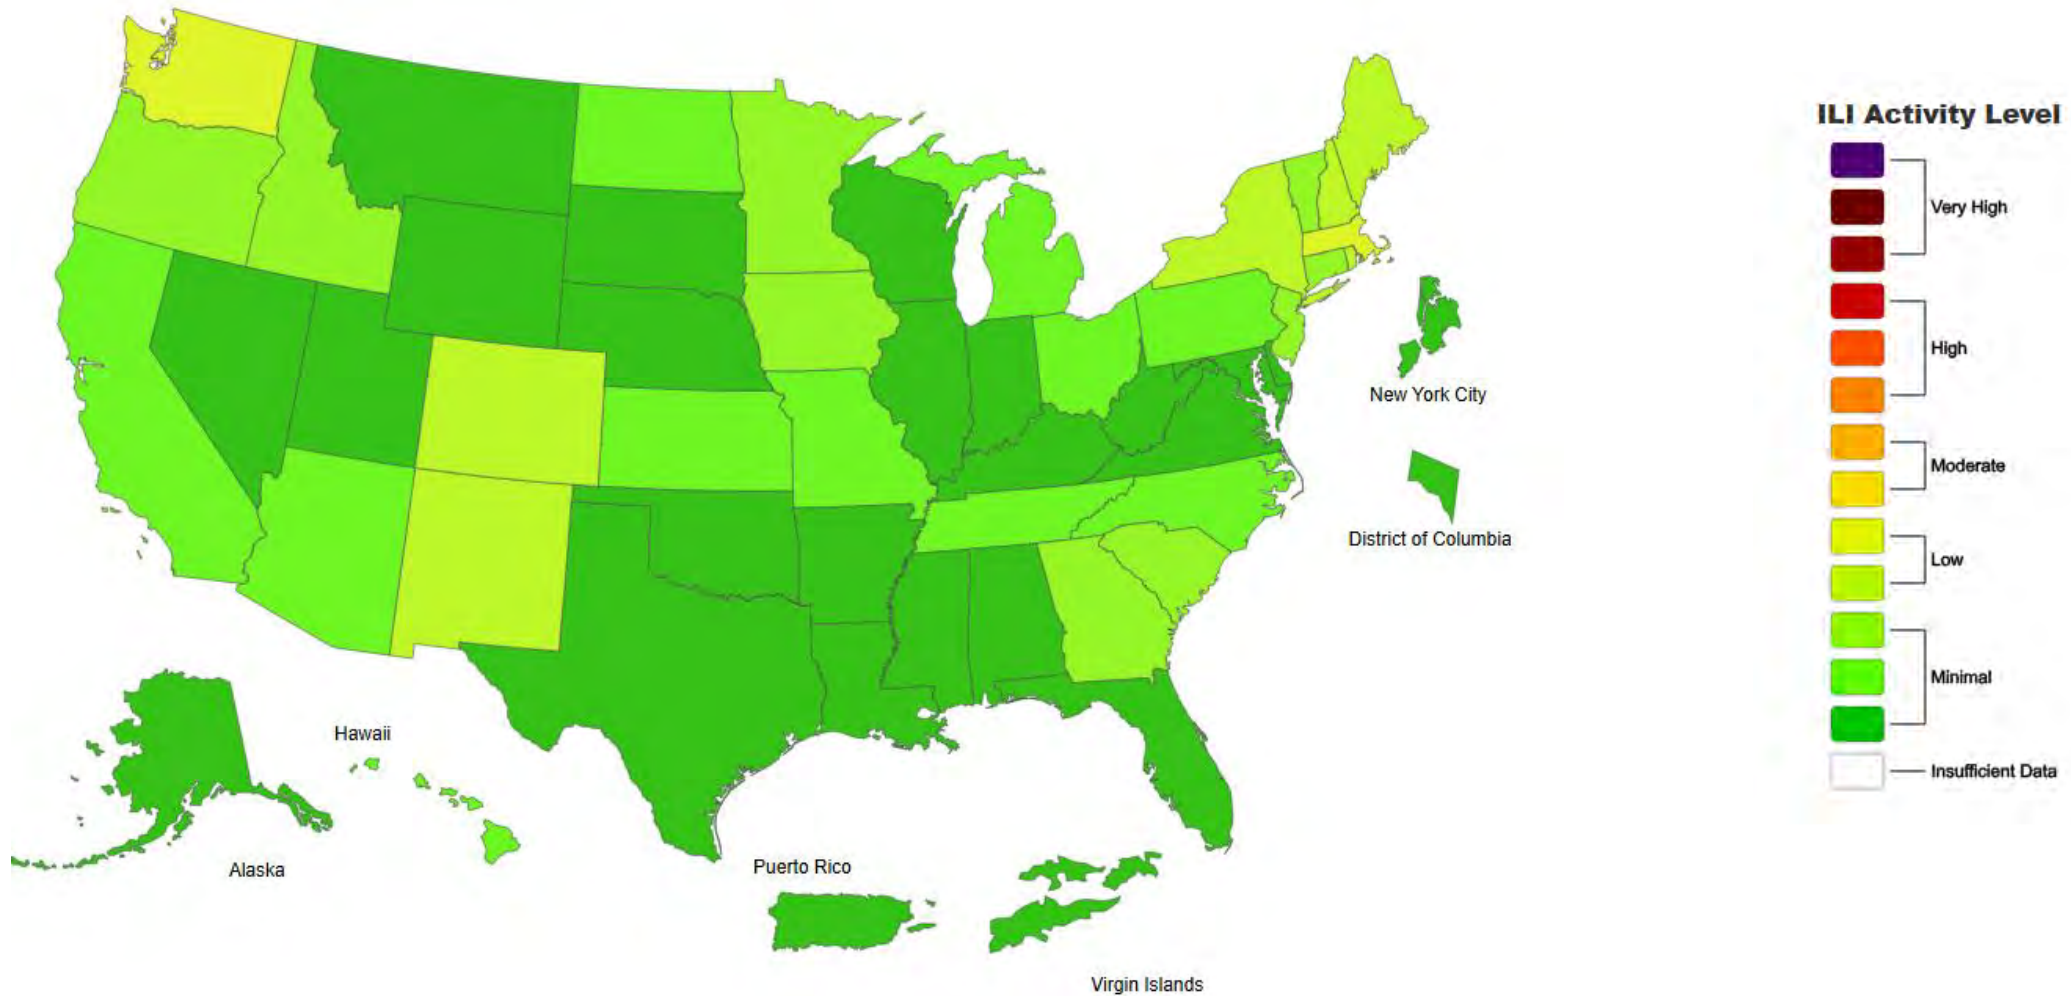 ILI Activity Level
Very High
High
Moderate
Low
Minimal
Insufficient Data
New York City
District of Columbia
Hawaii
Alaska
Puerto Rico
Virgin Islands